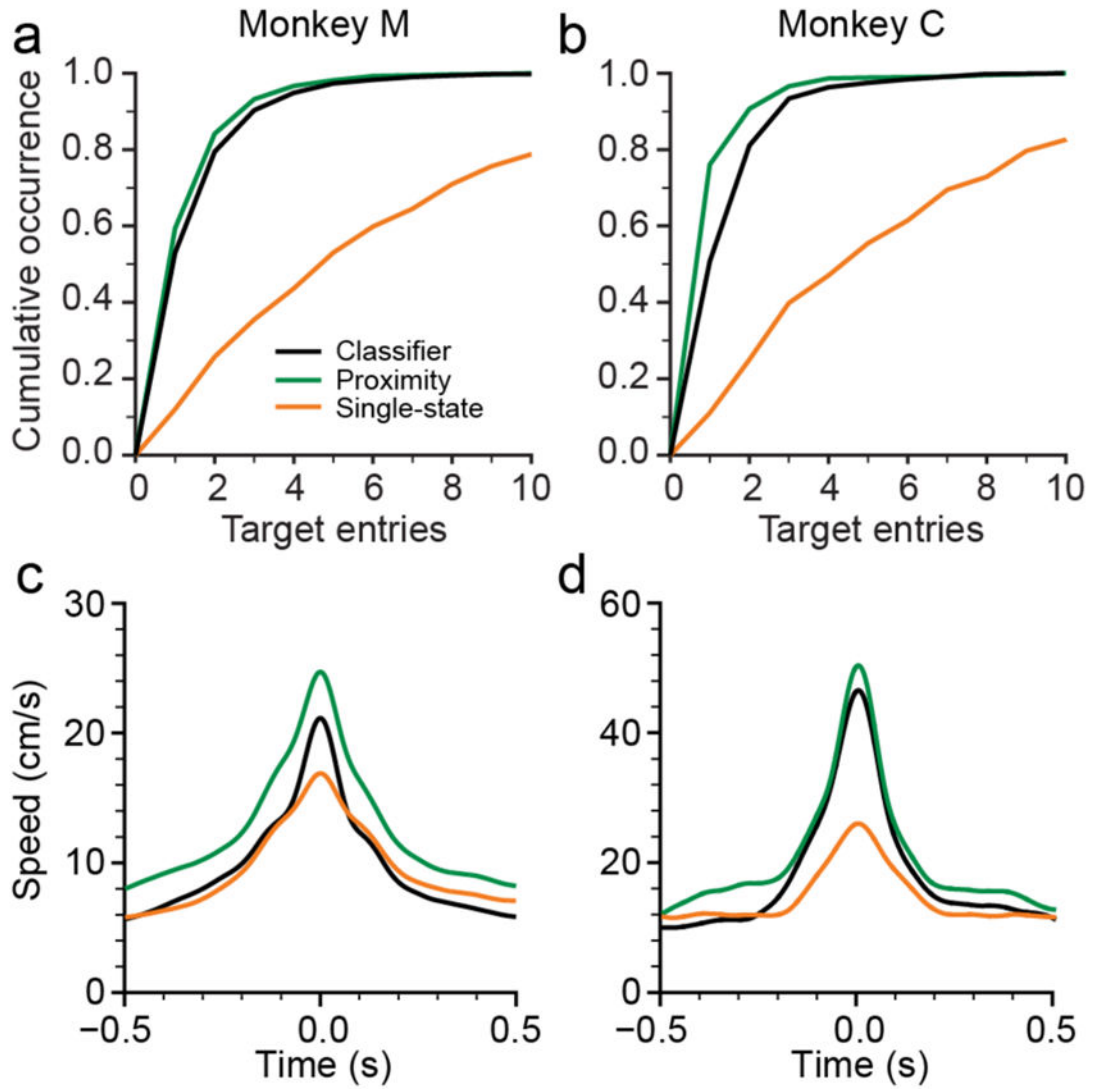 a Monkey M
b Monkey C
Cumulative occurrence
1.0
0.8
0.6
0.4
0.2
0.0
0 2 4 6 8 10
Target entries
Classifier
Proximity
Single-state
1.0
0.8
0.6
0.4
0.2
0.0
0 2 4 6 8 10
Target entries
c
Speed (cm/s)
30
20
10
0
−0.5 0.0 0.5
Time (s)
d
60
40
20
0
−0.5 0.0 0.5
Time (s)